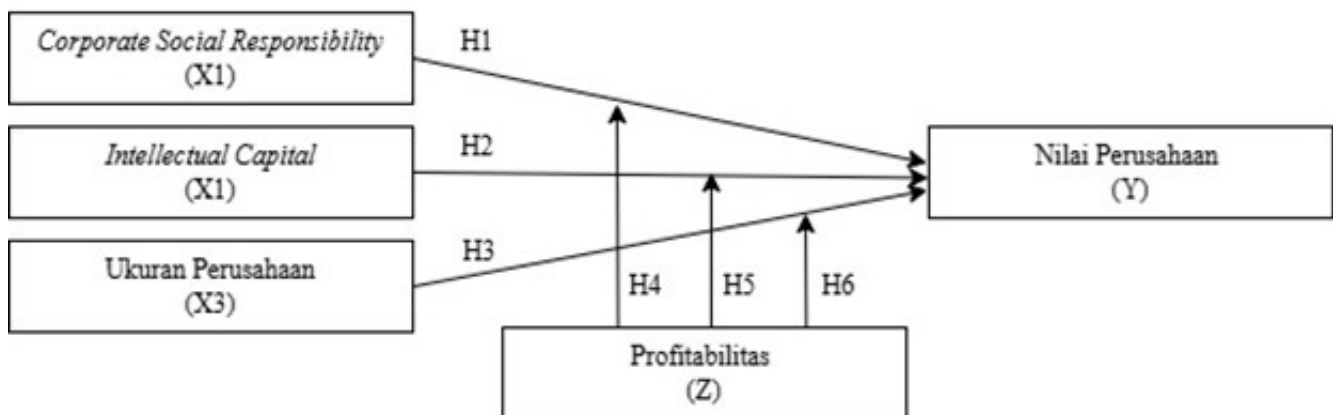 Corporate Social Responsibility
(X1)
H1
Intellectual Capital
(X1)
H2
Nilai Perusahaan
(Y)
Ukuran Perusahaan
(X3)
H3
H4
H5
H6
Profitabilitas
(Z)